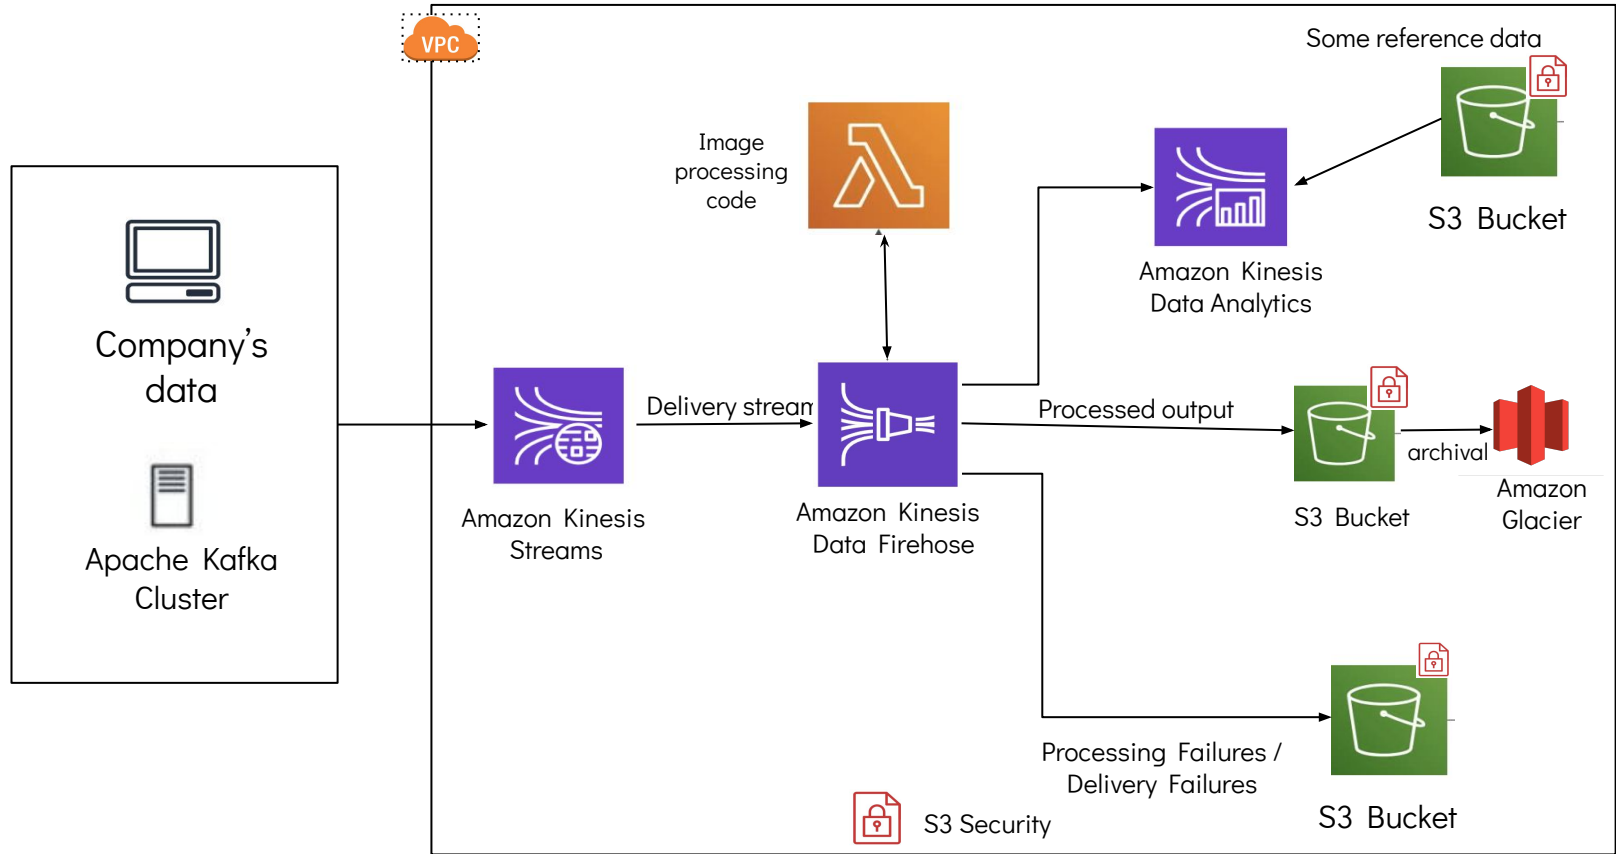 VPC
Some reference data
Image
processing
code
S3 Bucket
Amazon Kinesis
Data Analytics
Company's
data
Delivery stream
Processed output
archival
Amazon
Glacier
S3 Bucket
Amazon Kinesis
Streams
Amazon Kinesis
Data Firehose
Apache Kafka
Cluster
Processing Failures /
Delivery Failures
S3 Bucket
S3 Security